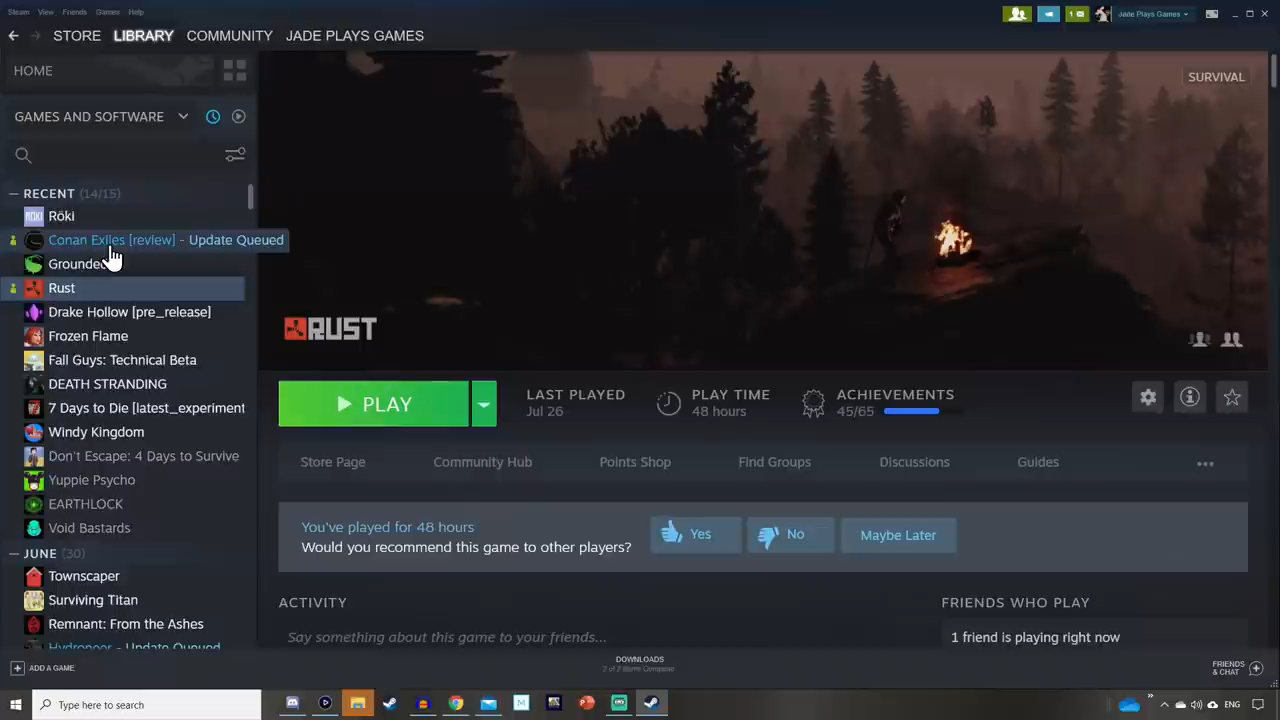 Steam View Friends Games Help
1
Jade Plays Games
STORE LIBRARY COMMUNITY JADE PLAYS GAMES
HOME
SURVIVAL
GAMES AND SOFTWARE
RECENT (14/15)
RÖKI Röki
Conan Exiles [review] - Update Queued
Grounded
Rust
Drake Hollow [pre_release]
Frozen Flame
Fall Guys: Technical Beta
DEATH STRANDING
7 Days to Die [latest_experiment
Windy Kingdom
Don't Escape: 4 Days to Survive
Yuppie Psycho
EARTHLOCK
Void Bastards
JUNE (30)
Townscaper
Surviving Titan
Remnant: From the Ashes
Hydroneer - Update Queued
RUST
PLAY
LAST PLAYED
Jul 26
PLAY TIME
48 hours
ACHIEVEMENTS
45/65
Store Page Community Hub Points Shop Find Groups Discussions Guides
You've played for 48 hours
Would you recommend this game to other players?
Yes
No
Maybe Later
ACTIVITY
Say something about this game to your friends...
FRIENDS WHO PLAY
1 friend is playing right now
ADD A GAME
DOWNLOADS
FRIENDS
& CHAT
Type here to search
ENG